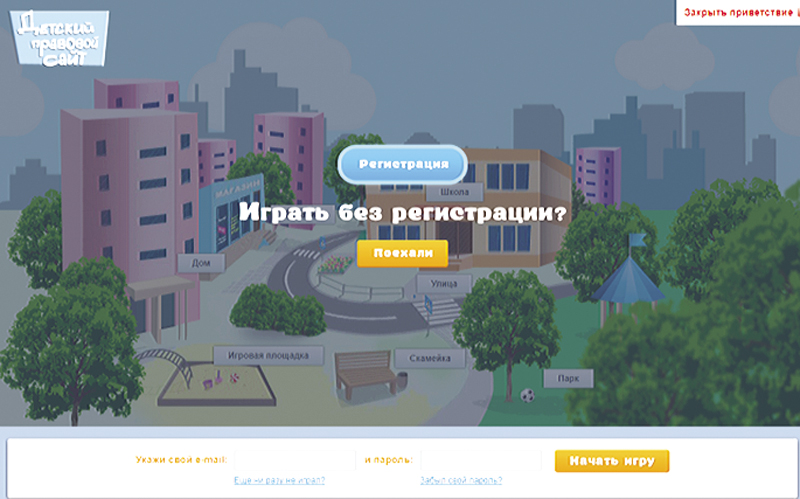 Детский
правовой
сайт
Закрыть приветствие
Регистрация
МАГАЗИН
Школа
Играть без регистрации?
Поехали
Дом
Улица
Игровая площадка
Скамейка
Парк
Укажи свой e-mail:
и пароль:
Начать игру
Ещё ни разу не играл?
Забыл свой пароль?